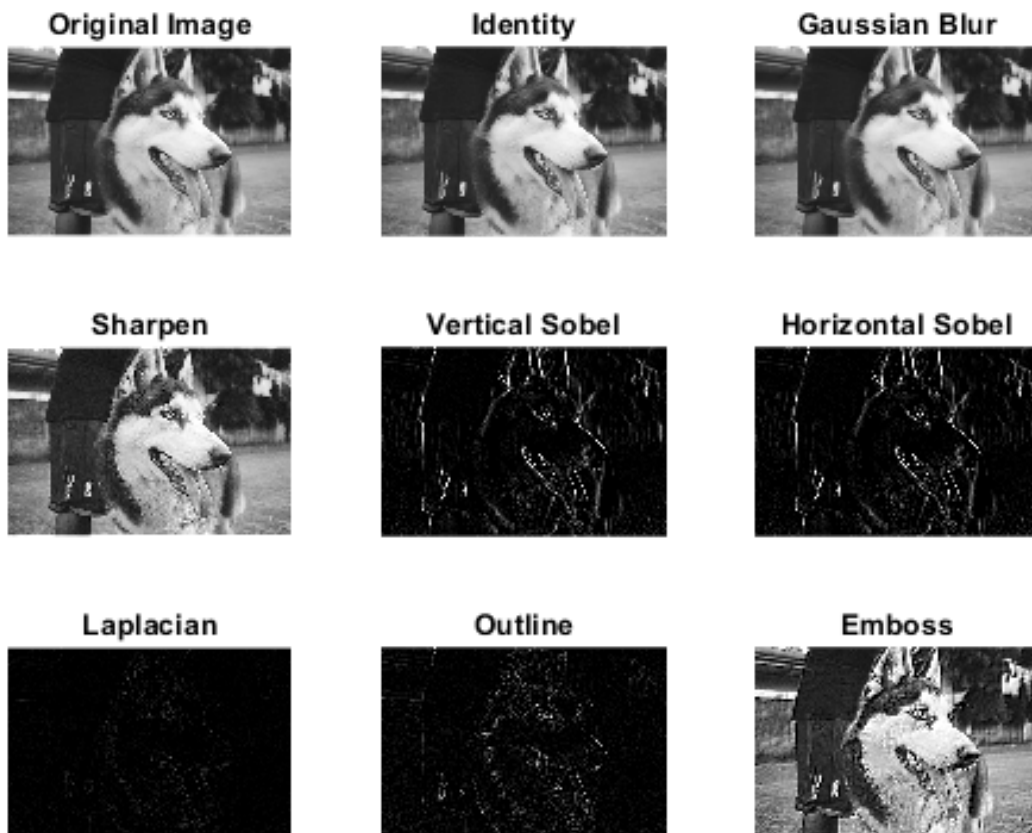 Original Image
Identity
Gaussian Blur
Sharpen
Vertical Sobel
Horizontal Sobel
Laplacian
Outline
Emboss